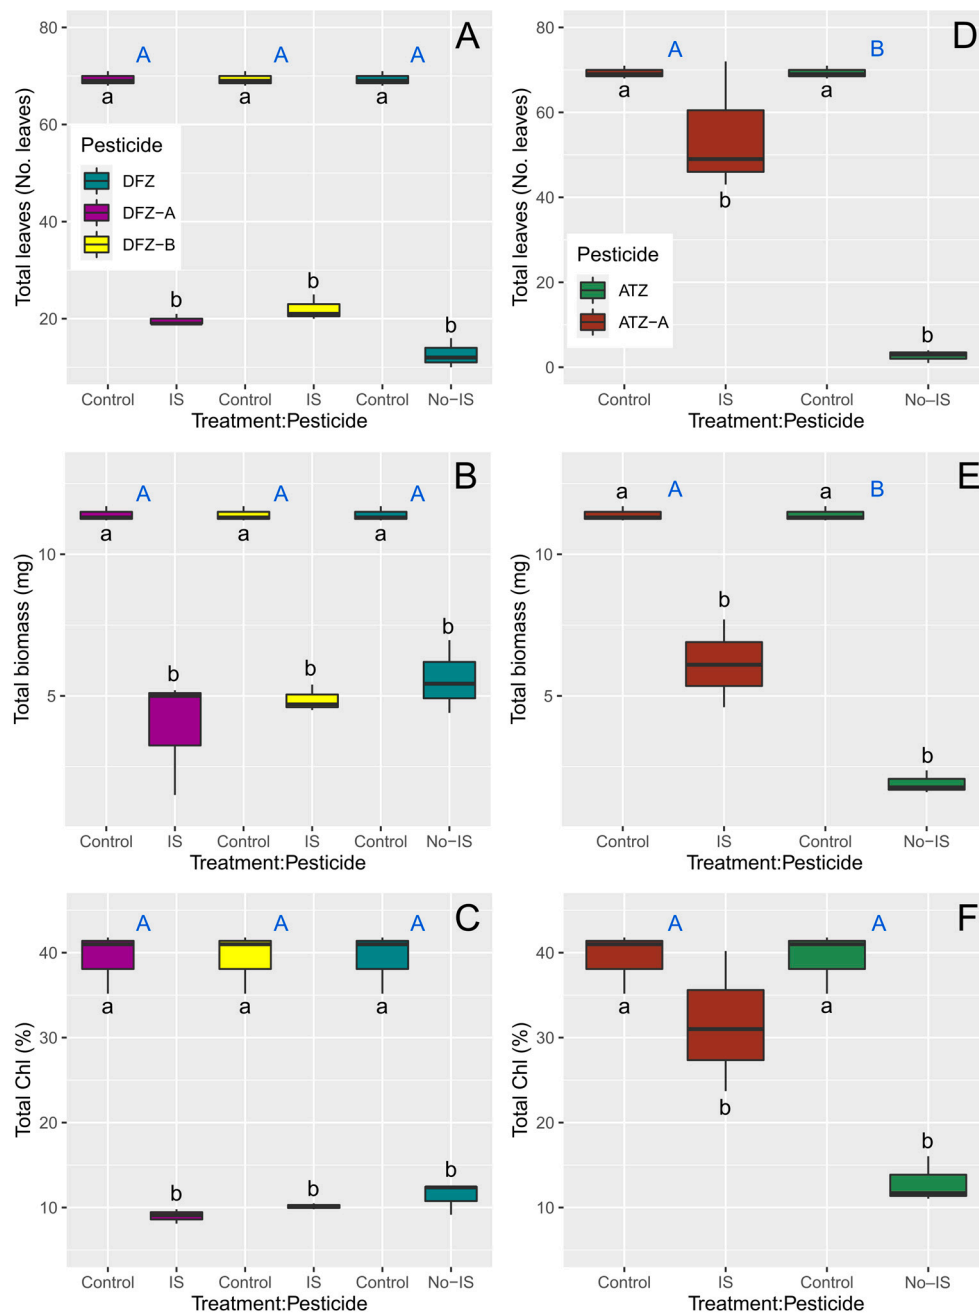 A
Total leaves (No. leaves)
80
60
40
20
A A A
a a a
Pesticide
DFZ
DFZ-A
DFZ-B
b b b
Control IS Control IS Control No-IS
Treatment:Pesticide
D
Total leaves (No. leaves)
80
60
40
20
0
A B
a a
b
Pesticide
ATZ
ATZ-A
b
Control IS Control No-IS
Treatment:Pesticide
B
Total biomass (mg)
10
5
A A A
a a a
b b b
Control IS Control IS Control No-IS
Treatment:Pesticide
E
Total biomass (mg)
10
5
a A a B
b
b
Control IS Control No-IS
Treatment:Pesticide
C
Total Chl (%)
40
30
20
10
A A A
a a a
b b b
Control IS Control IS Control No-IS
Treatment:Pesticide
F
Total Chl (%)
40
30
20
10
A A
a a
b
b
Control IS Control No-IS
Treatment:Pesticide